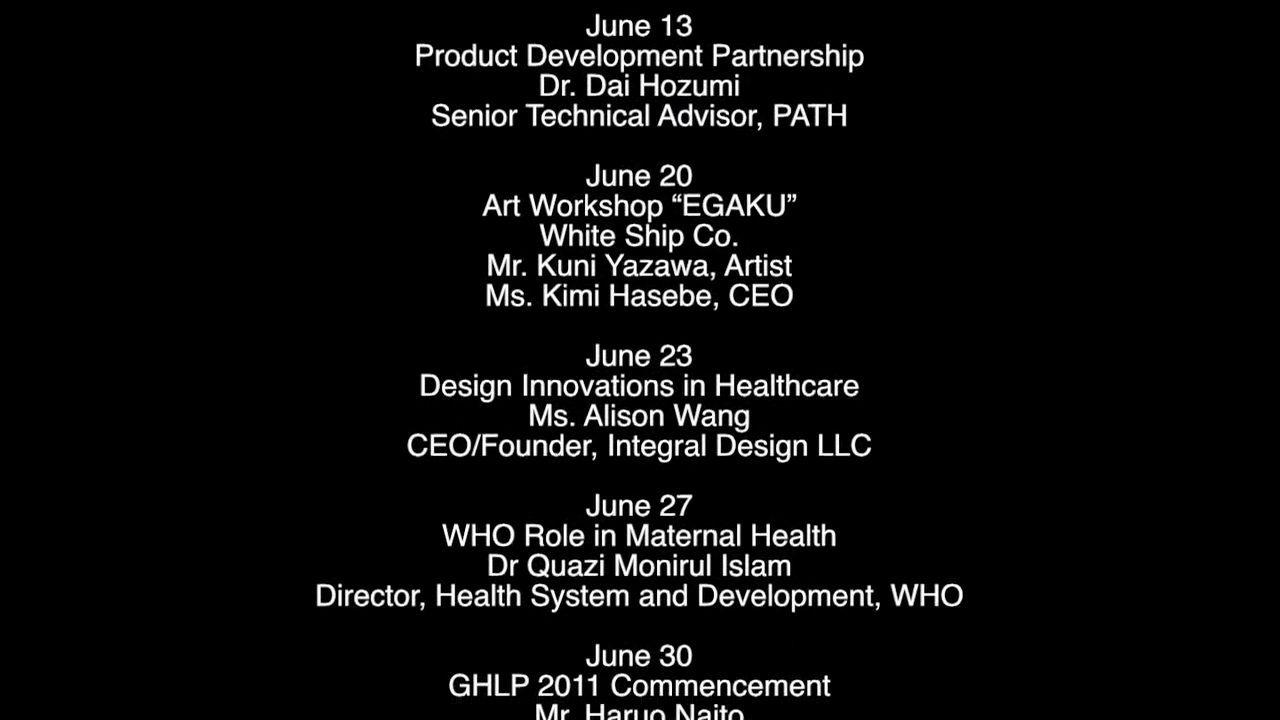 June 13
Product Development Partnership
Dr. Dai Hozumi
Senior Technical Advisor, PATH
June 20
Art Workshop “EGAKU”
White Ship Co.
Mr. Kuni Yazawa, Artist
Ms. Kimi Hasebe, CEO
June 23
Design Innovations in Healthcare
Ms. Alison Wang
CEO/Founder, Integral Design LLC
June 27
WHO Role in Maternal Health
Dr Quazi Monirul Islam
Director, Health System and Development, WHO
June 30
GHLP 2011 Commencement
Mr. Haruo Naito